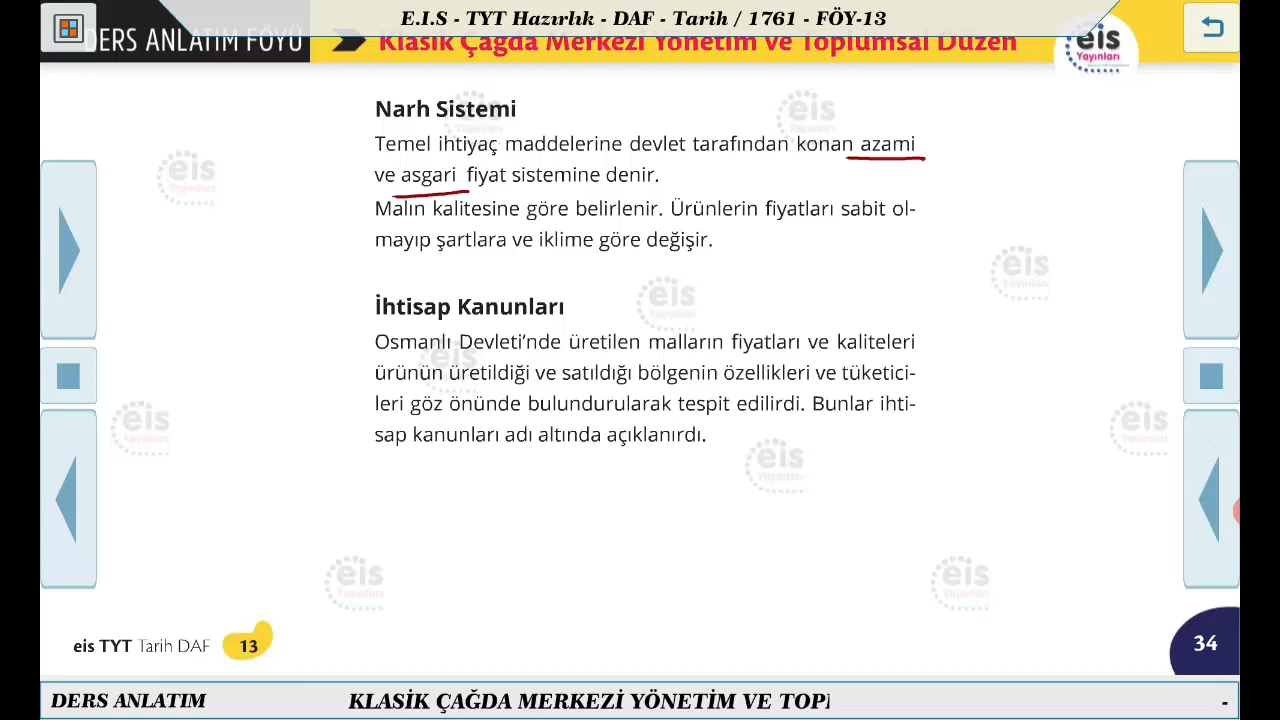 E.I.S - TYT Hazırlık - DAF - Tarih / 1761 - FÖY-13
DERS ANLATIM FÖYÜ
Klasik Çağda Merkezî Yönetim ve Toplumsal Düzen
eis
Yayınları
Narh Sistemi
Temel ihtiyaç maddelerine devlet tarafından konan azami
ve asgari fiyat sistemine denir.
Malın kalitesine göre belirlenir. Ürünlerin fiyatları sabit ol-
mayıp şartlara ve iklime göre değişir.
İhtisap Kanunları
Osmanlı Devleti’nde üretilen malların fiyatları ve kaliteleri
ürünün üretildiği ve satıldığı bölgenin özellikleri ve tüketici-
leri göz önünde bulundurularak tespit edilirdi. Bunlar ihti-
sap kanunları adı altında açıklanırdı.
eis TYT Tarih DAF 13
34
DERS ANLATIM
KLASİK ÇAĞDA MERKEZİ YÖNETİM VE TOPL
-